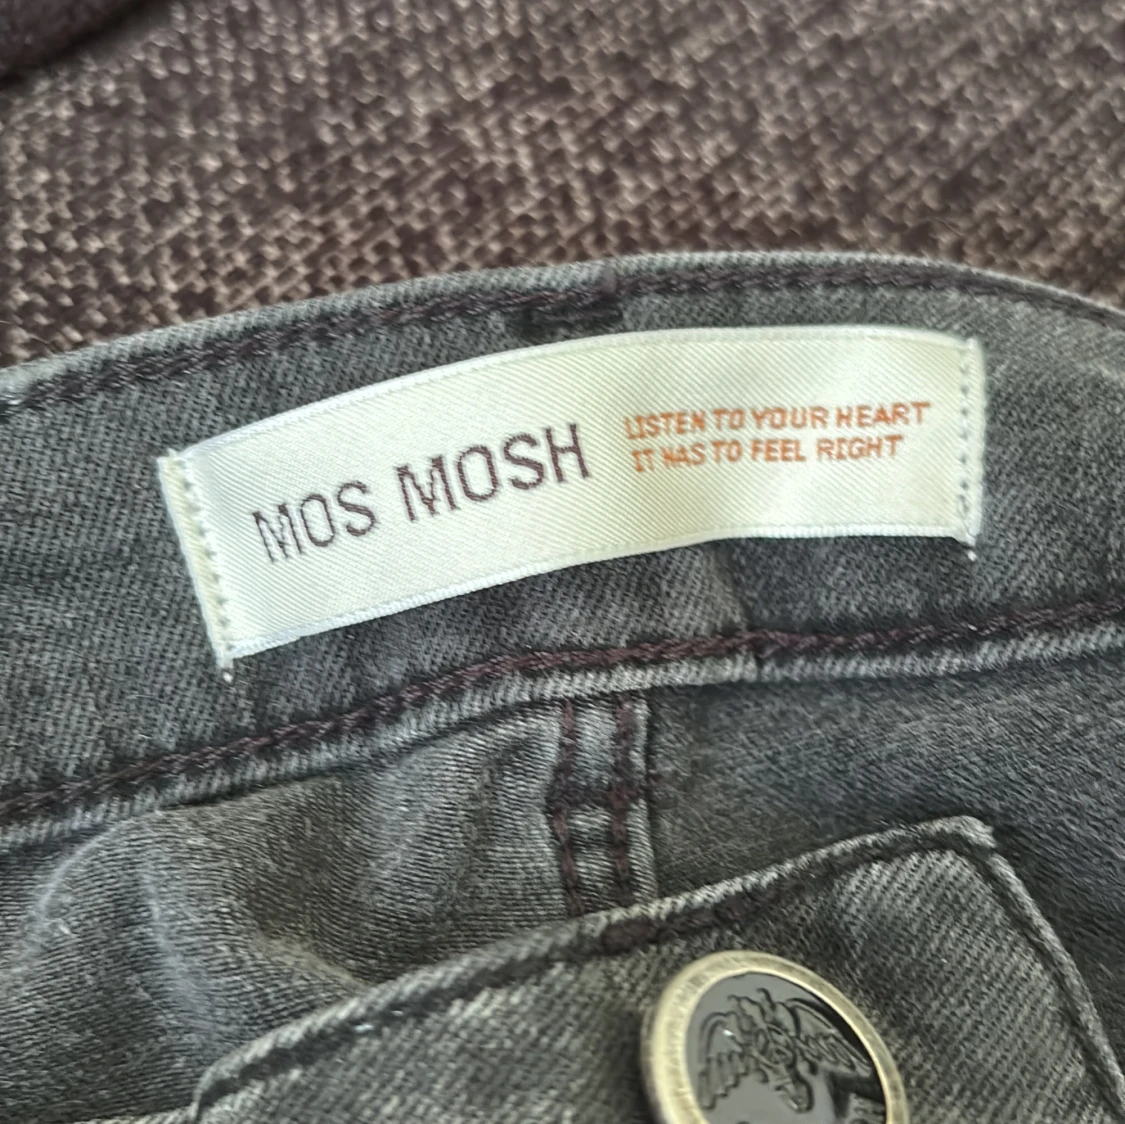 MOS MOSH
LISTEN TO YOUR HEART
IT HAS TO FEEL RIGHT